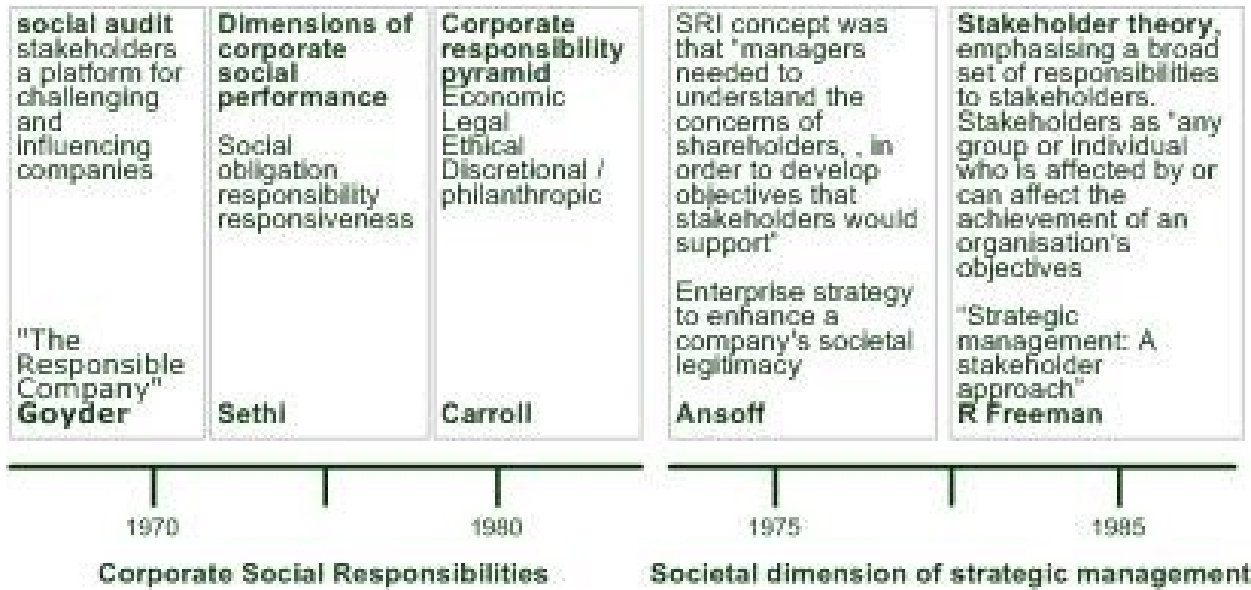 social audit
stakeholders
a platform for
challenging
and
influencing
companies
"The
Responsible
Company"
Goyder
Dimensions of
corporate
social
performance
Social
obligation
responsibility
responsiveness
Sethi
Corporate
responsibility
pyramid
Economic
Legal
Ethical
Discretional /
philanthropic
Carroll
SRI concept was
that "managers
needed to
understand the
concerns of
shareholders, , in
order to develop
objectives that
stakeholders would
support"
Enterprise strategy
to enhance a
company's societal
legitimacy
Ansoff
Stakeholder theory,
emphasising a broad
set of responsibilities
to stakeholders.
Stakeholders as "any
group or individual
who is affected by or
can affect the
achievement of an
organisation's
objectives
"Strategic
management: A
stakeholder
approach"
R Freeman
1970
1980
1975
1985
Corporate Social Responsibilities
Societal dimension of strategic management